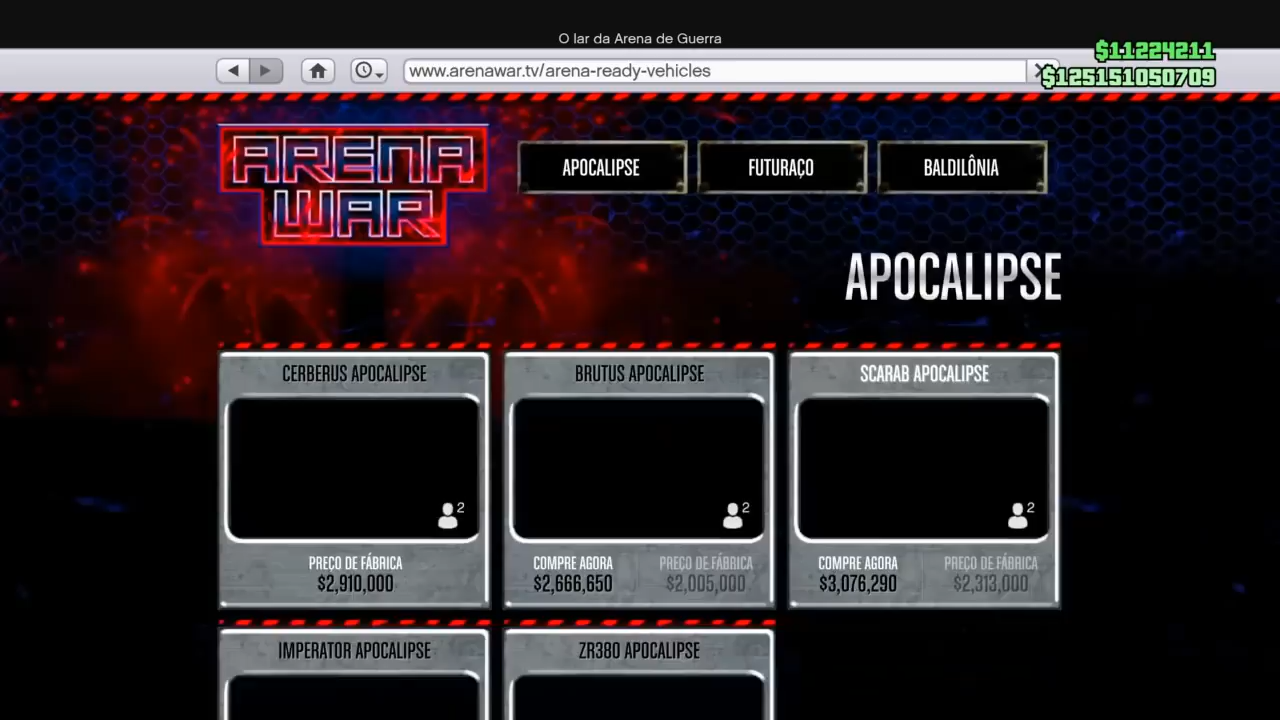 O lar da Arena de Guerra
$11224211
www.arenawar.tv/arena-ready-vehicles
$125151050709
ARENA
WAR
APOCALIPSE
FUTURAÇO
BALDILÔNIA
APOCALIPSE
CERBERUS APOCALIPSE
BRUTUS APOCALIPSE
SCARAB APOCALIPSE
2
2
2
PREÇO DE FÁBRICA
$2,910,000
COMPRE AGORA
$2,666,650
PREÇO DE FÁBRICA
$2,005,000
COMPRE AGORA
$3,076,290
PREÇO DE FÁBRICA
$2,313,000
IMPERATOR APOCALIPSE
ZR380 APOCALIPSE